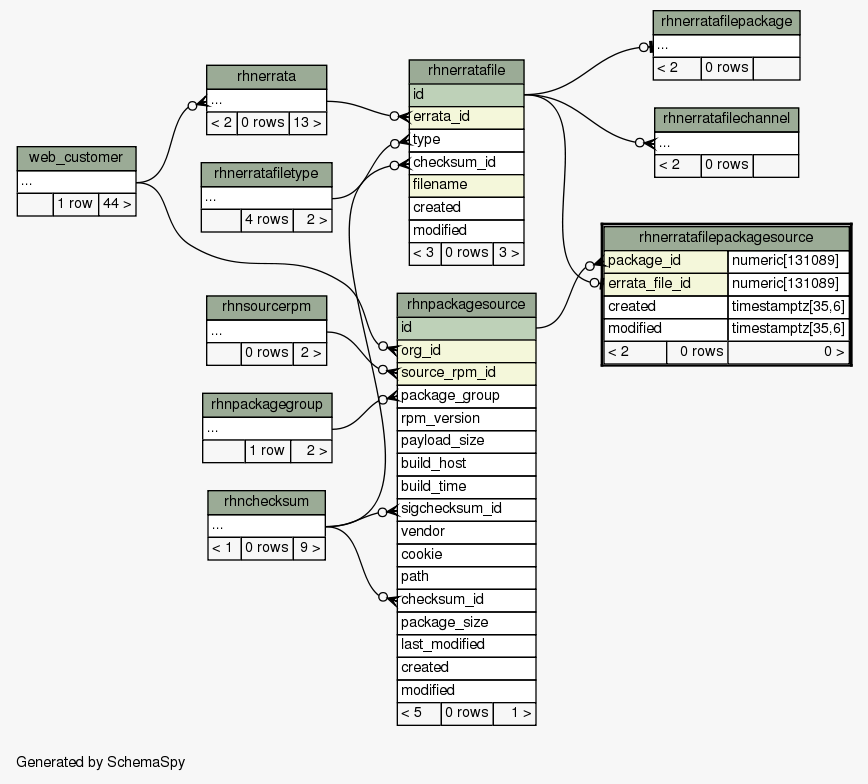 rhnerratafilepackage
...
< 2 0 rows
rhnerratafile
id
errata_id
type
checksum_id
filename
created
modified
< 3 0 rows 3 >
rhnerrata
...
< 2 0 rows 13 >
rhnerratafilechannel
...
< 2 0 rows
web_customer
...
1 row 44 >
rhnerratafiletype
...
4 rows 2 >
rhnerratafilepackagesource
package_id numeric[131089]
errata_file_id numeric[131089]
created timestamptz[35,6]
modified timestamptz[35,6]
< 2 0 rows 0 >
rhnpackagesource
id
org_id
source_rpm_id
package_group
rpm_version
payload_size
build_host
build_time
sigchecksum_id
vendor
cookie
path
checksum_id
package_size
last_modified
created
modified
< 5 0 rows 1 >
rhnsourcerpm
...
0 rows 2 >
rhnpackagegroup
...
1 row 2 >
rhnchecksum
...
< 1 0 rows 9 >
Generated by SchemaSpy